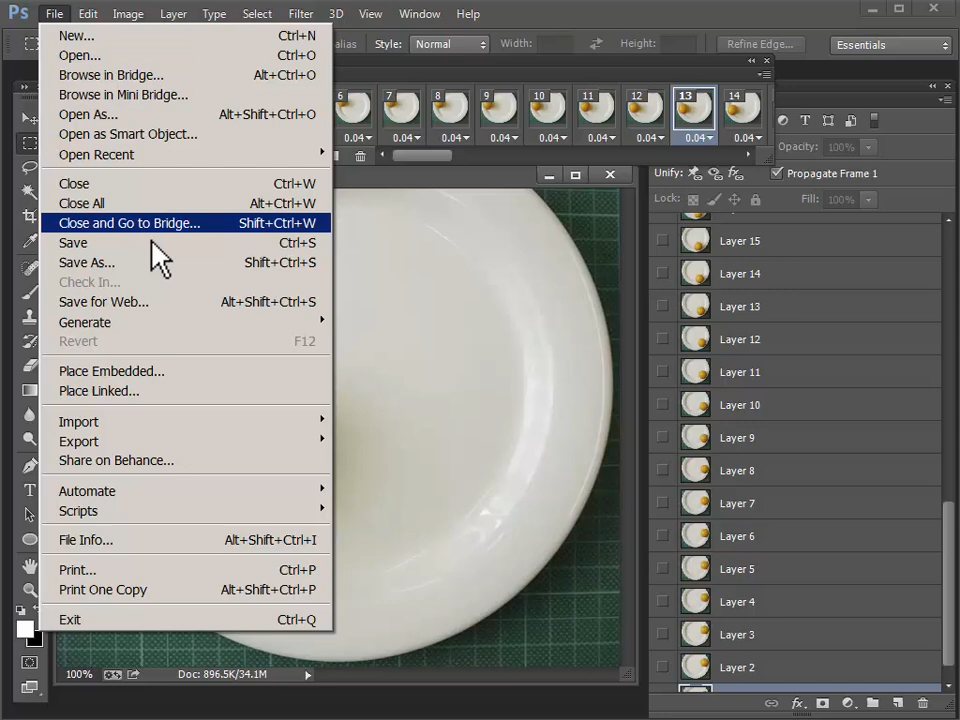 Ps File Edit Image Layer Type Select Filter 3D View Window Help
alias Style: Normal Width: Height: Refine Edge... Essentials
New... Ctrl+N
Open... Ctrl+O
Browse in Bridge... Alt+Ctrl+O
Browse in Mini Bridge...
Open As... Alt+Shift+Ctrl+O
Open as Smart Object...
Open Recent
Close Ctrl+W
Close All Alt+Ctrl+W
Close and Go to Bridge... Shift+Ctrl+W
Save Ctrl+S
Save As... Shift+Ctrl+S
Check In...
Save for Web... Alt+Shift+Ctrl+S
Generate
Revert F12
Place Embedded...
Place Linked...
Import
Export
Share on Behance...
Automate
Scripts
File Info... Alt+Shift+Ctrl+I
Print... Ctrl+P
Print One Copy Alt+Shift+Ctrl+P
Exit Ctrl+Q
6 7 8 9 10 11 12 13 14
0.04 0.04 0.04 0.04 0.04 0.04 0.04 0.04 0.04
Opacity: 100%
Unify: Propagate Frame 1
Lock: Fill: 100%
Layer 15
Layer 14
Layer 13
Layer 12
Layer 11
Layer 10
Layer 9
Layer 8
Layer 7
Layer 6
Layer 5
Layer 4
Layer 3
Layer 2
100% Doc: 896.5K/34.1M